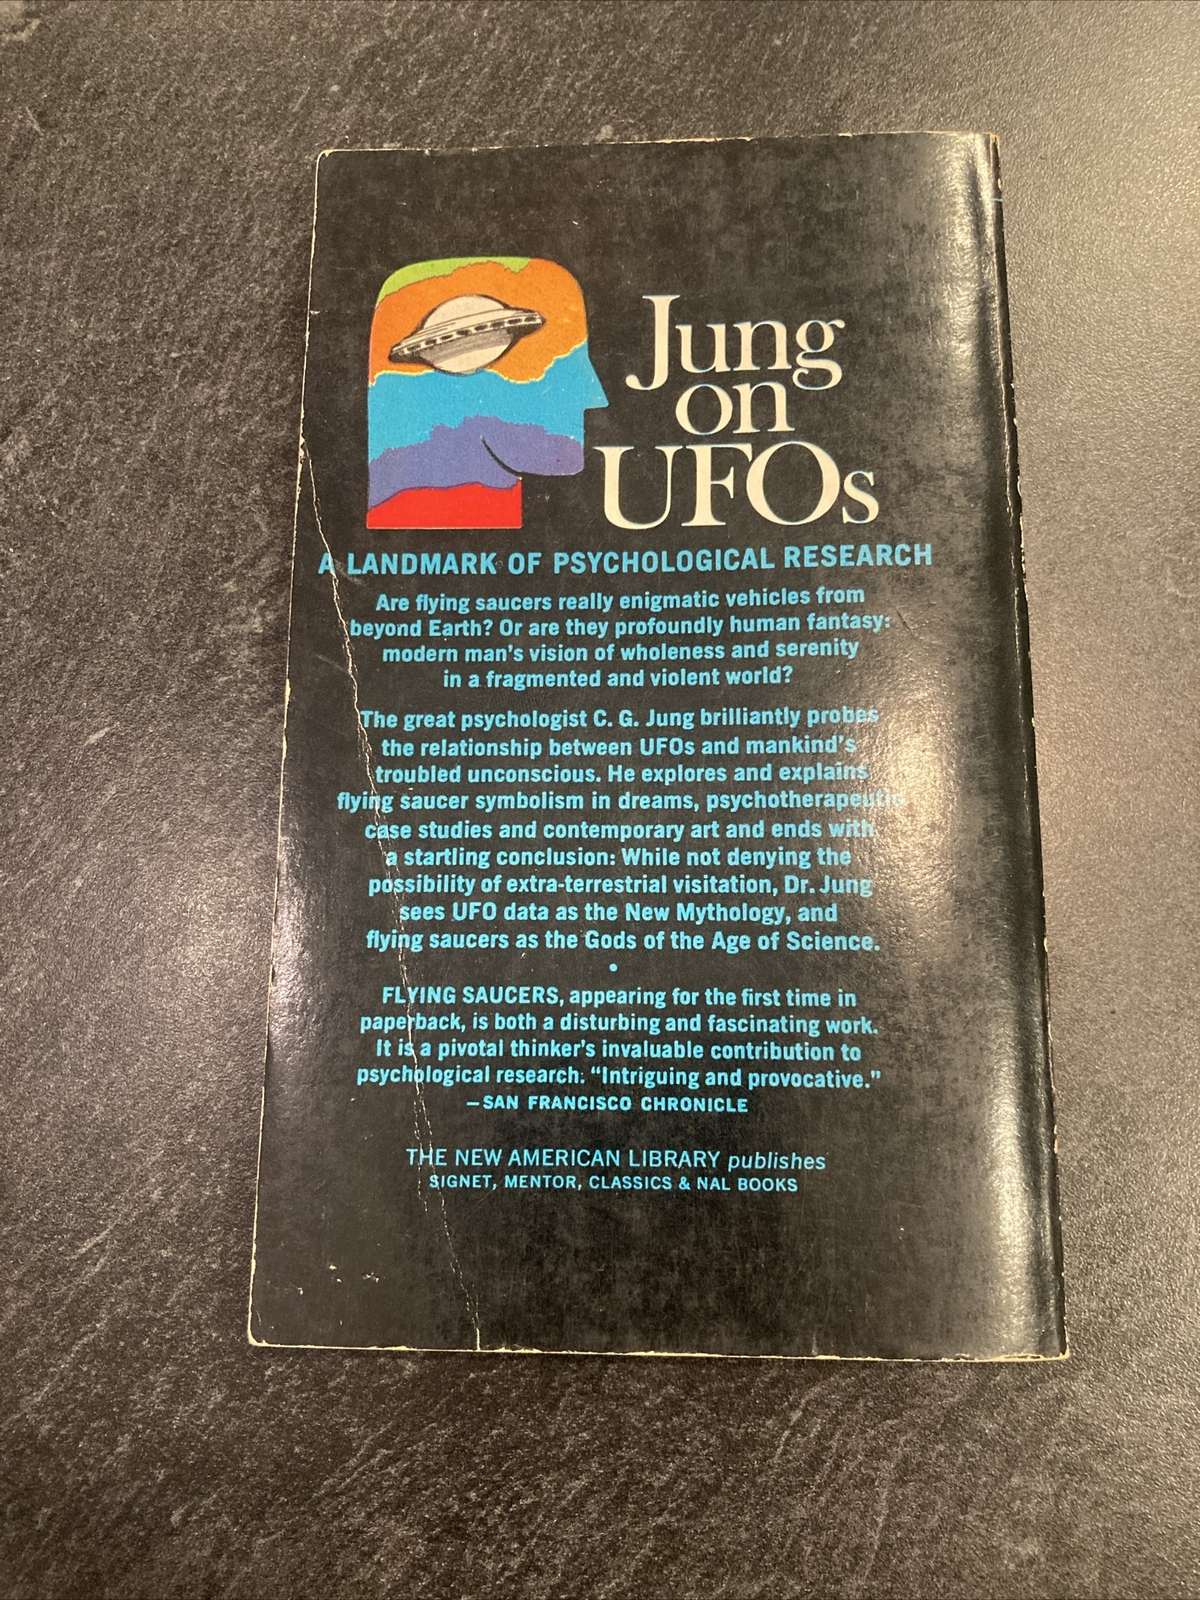 Jung
on
UFOs
A LANDMARK OF PSYCHOLOGICAL RESEARCH
Are flying saucers really enigmatic vehicles from
beyond Earth? Or are they profoundly human fantasy:
modern man's vision of wholeness and serenity
in a fragmented and violent world?
The great psychologist C. G. Jung brilliantly probes
the relationship between UFOs and mankind's
troubled unconscious. He explores and explains
flying saucer symbolism in dreams, psychotherapeutic
case studies and contemporary art and ends with
a startling conclusion: While not denying the
possibility of extra-terrestrial visitation, Dr. Jung
sees UFO data as the New Mythology, and
flying saucers as the Gods of the Age of Science.
•
FLYING SAUCERS, appearing for the first time in
paperback, is both a disturbing and fascinating work.
It is a pivotal thinker's invaluable contribution to
psychological research: "Intriguing and provocative."
—SAN FRANCISCO CHRONICLE
THE NEW AMERICAN LIBRARY publishes
SIGNET, MENTOR, CLASSICS & NAL BOOKS